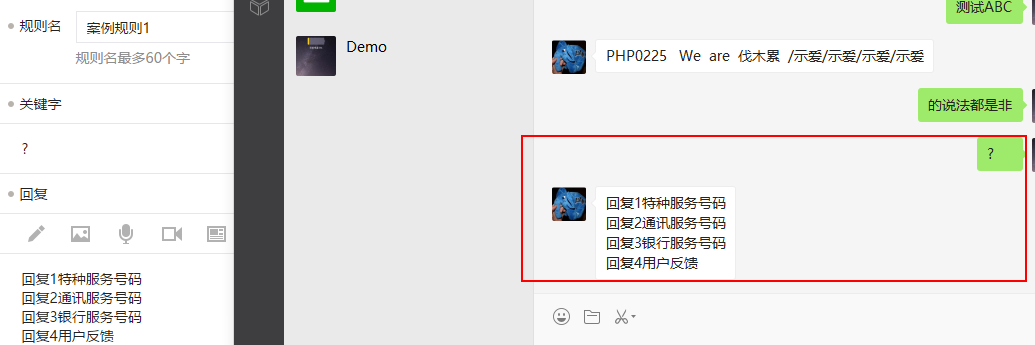 规则名
案例规则1
规则名最多60个字
关键字
?
回复
回复1特种服务号码
回复2通讯服务号码
回复3银行服务号码
回复4用户反馈
Demo
测试ABC
PHP0225 We are 伐木累 /示爱/示爱/示爱/示爱
的说法都是非
?
回复1特种服务号码
回复2通讯服务号码
回复3银行服务号码
回复4用户反馈